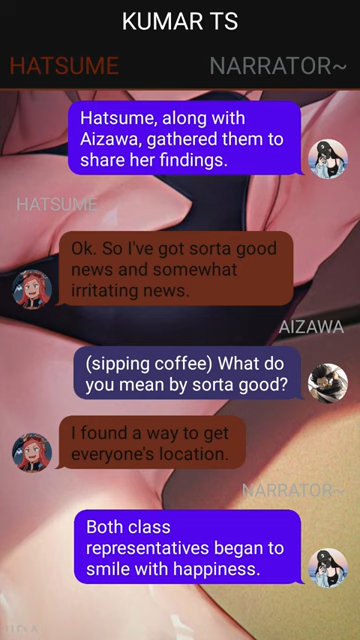 KUMAR TS
HATSUME
NARRATOR~
Hatsume, along with
Aizawa, gathered them to
share her findings.
HATSUME
Ok. So I've got sorta good
news and somewhat
irritating news.
AIZAWA
(sipping coffee) What do
you mean by sorta good?
I found a way to get
everyone's location.
NARRATOR~
Both class
representatives began to
smile with happiness.